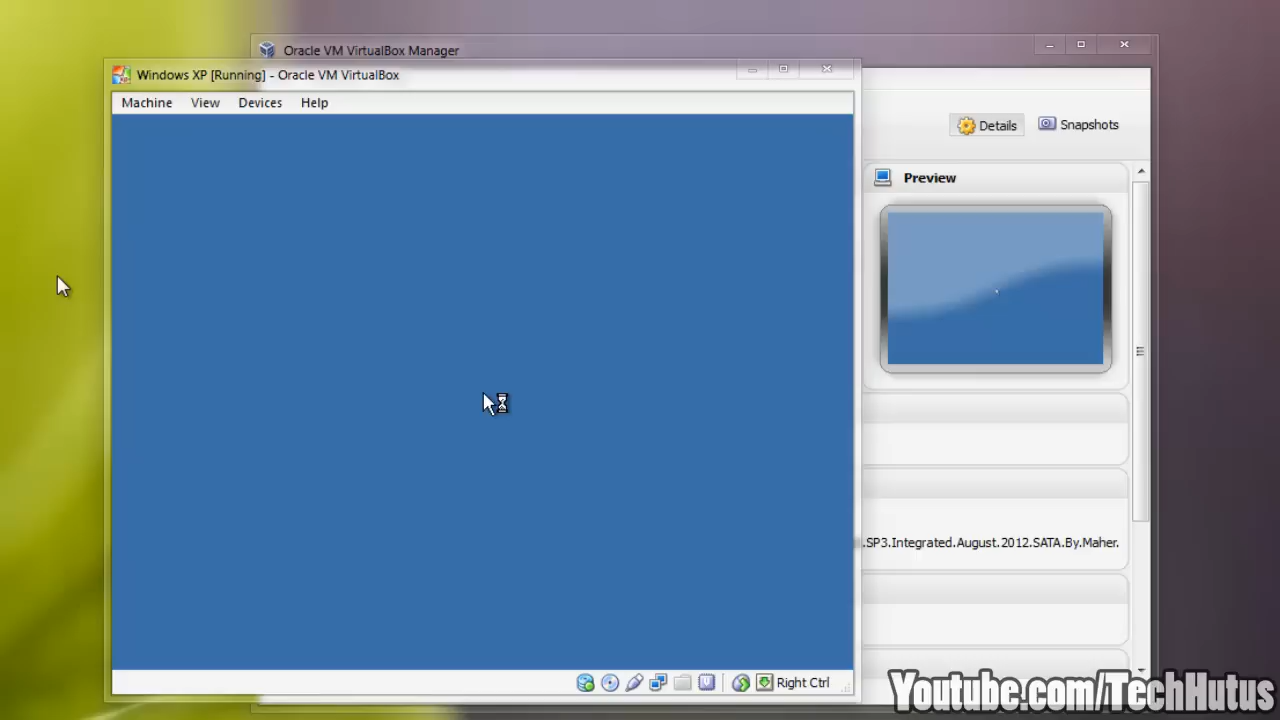 Oracle VM VirtualBox Manager
Windows XP [Running] - Oracle VM VirtualBox
Machine View Devices Help
Details Snapshots
Preview
.SP3.Integrated.August.2012.SATA.By.Maher.
Right Ctrl
Youtube.com/TechHutus